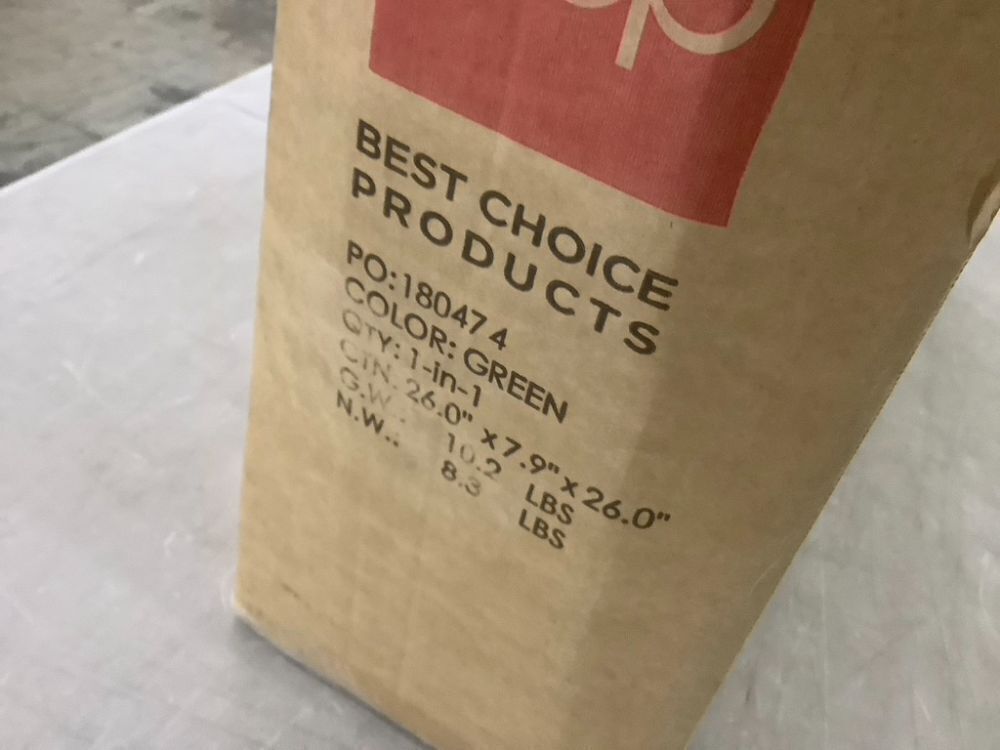 BEST CHOICE
PRODUCTS
PO:180474
COLOR: GREEN
QTY: 1-in-1
CTN. 26.0" x 7.9" x 26.0"
G.W.: 10.2 LBS
N.W.: 8.3 LBS